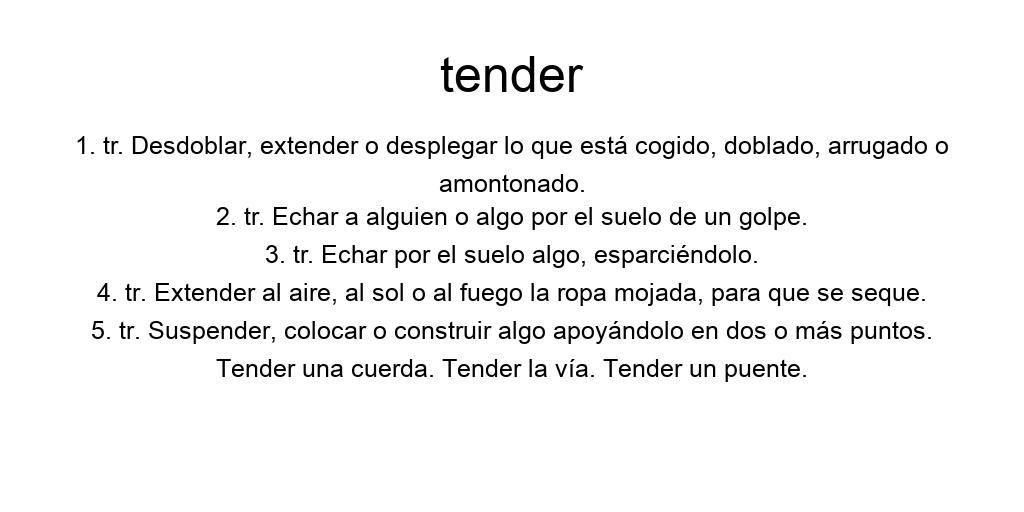 tender
1. tr. Desdoblar, extender o desplegar lo que está cogido, doblado, arrugado o
amontonado.
2. tr. Echar a alguien o algo por el suelo de un golpe.
3. tr. Echar por el suelo algo, esparciéndolo.
4. tr. Extender al aire, al sol o al fuego la ropa mojada, para que se seque.
5. tr. Suspender, colocar o construir algo apoyándolo en dos o más puntos.
Tender una cuerda. Tender la vía. Tender un puente.